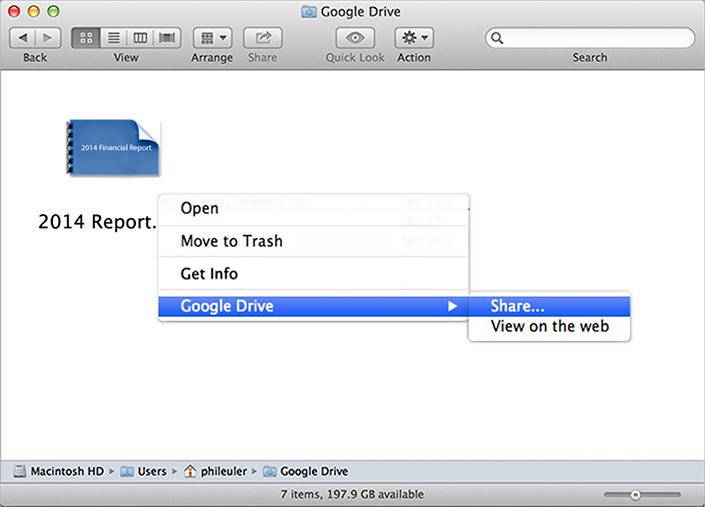 Google Drive
Back View Arrange Share Quick Look Action Search
2014 Financial Report
2014 Report.
Open
Move to Trash
Get Info
Google Drive
Share...
View on the web
Macintosh HD Users phileuler Google Drive
7 items, 197.9 GB available